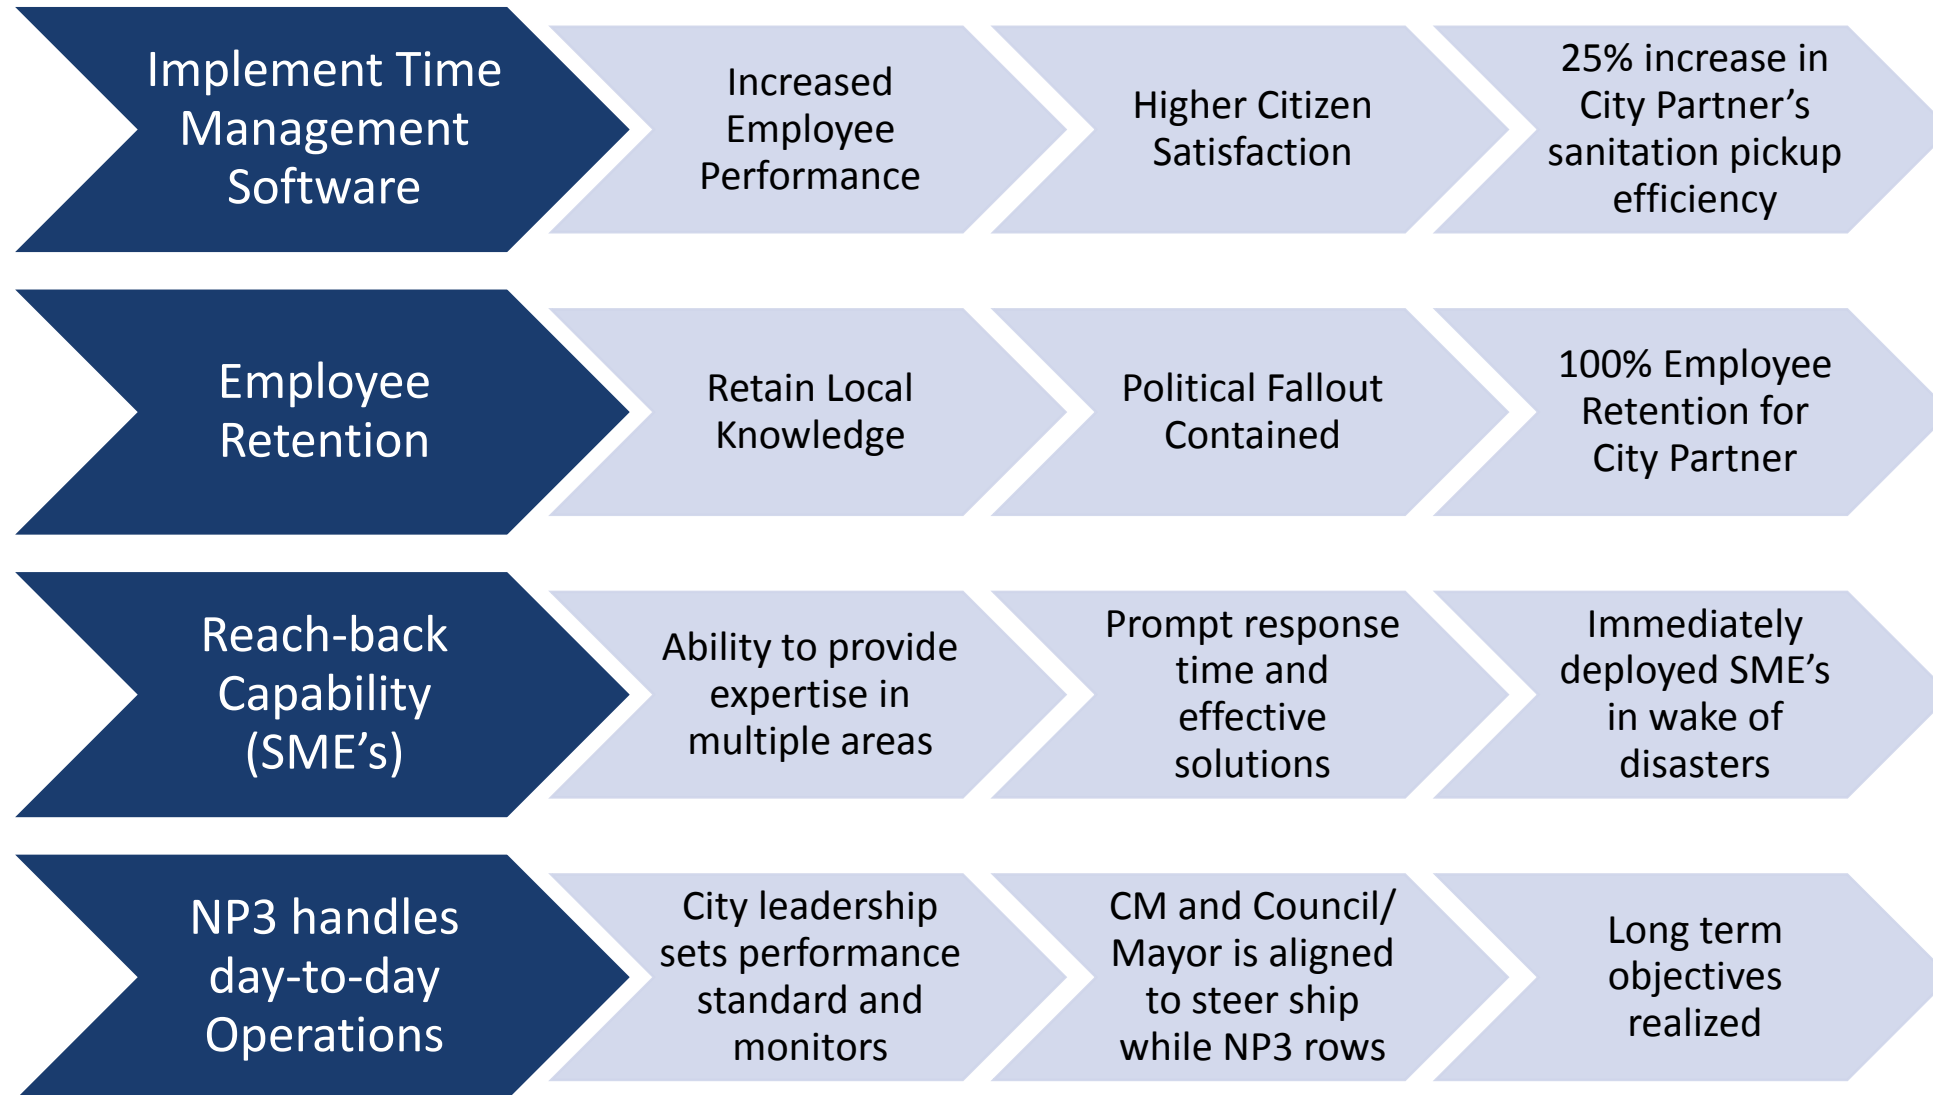 Implement Time
Management
Software
Increased
Employee
Performance
Higher Citizen
Satisfaction
25% increase in
City Partner’s
sanitation pickup
efficiency
Employee
Retention
Retain Local
Knowledge
Political Fallout
Contained
100% Employee
Retention for
City Partner
Reach-back
Capability
(SME’s)
Ability to provide
expertise in
multiple areas
Prompt response
time and
effective
solutions
Immediately
deployed SME’s
in wake of
disasters
NP3 handles
day-to-day
Operations
City leadership
sets performance
standard and
monitors
CM and Council/
Mayor is aligned
to steer ship
while NP3 rows
Long term
objectives
realized